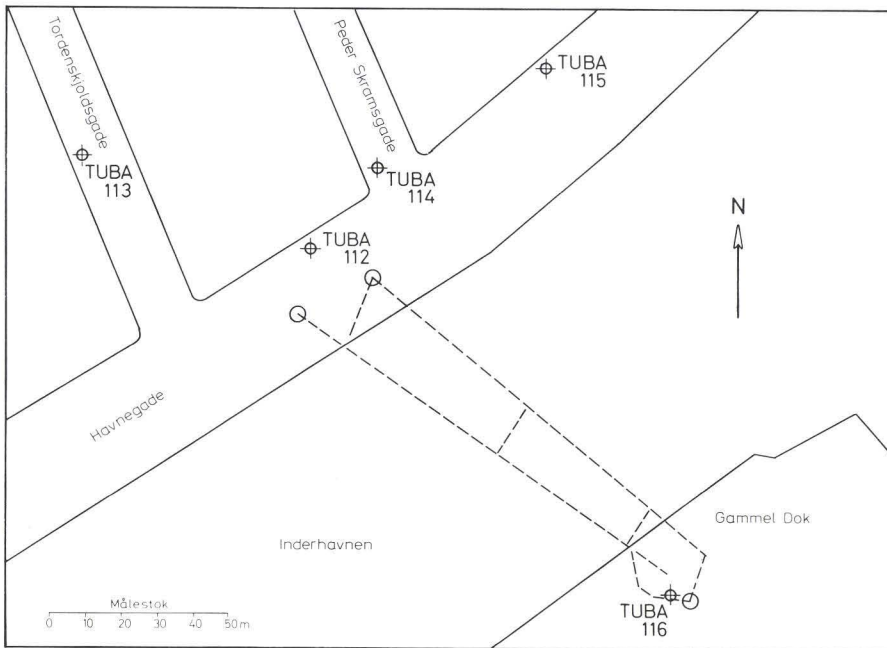 Tordenskjoldsgade
Peder Skramsgade
TUBA
115
TUBA
113
TUBA
114
TUBA
112
N
Havnegade
Gammel Dok
Inderhavnen
Målestok
0 10 20 30 40 50 m
TUBA
116